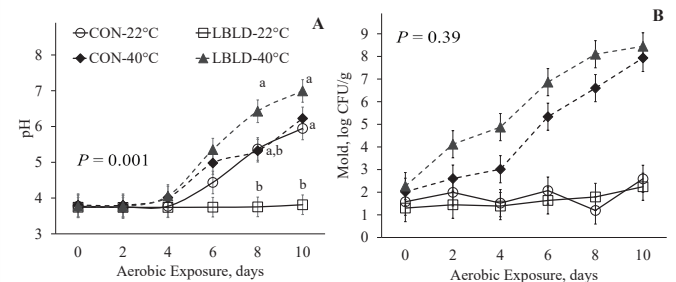 A
CON-22°C LBLD-22°C
CON-40°C LBLD-40°C
pH
8
7
6
5
4
3
P = 0.001
a
a
a
a,b
b
b
0 2 4 6 8 10
Aerobic Exposure, days
B
P = 0.39
Mold, log CFU/g
9
8
7
6
5
4
3
2
1
0
0 2 4 6 8 10
Aerobic Exposure, days